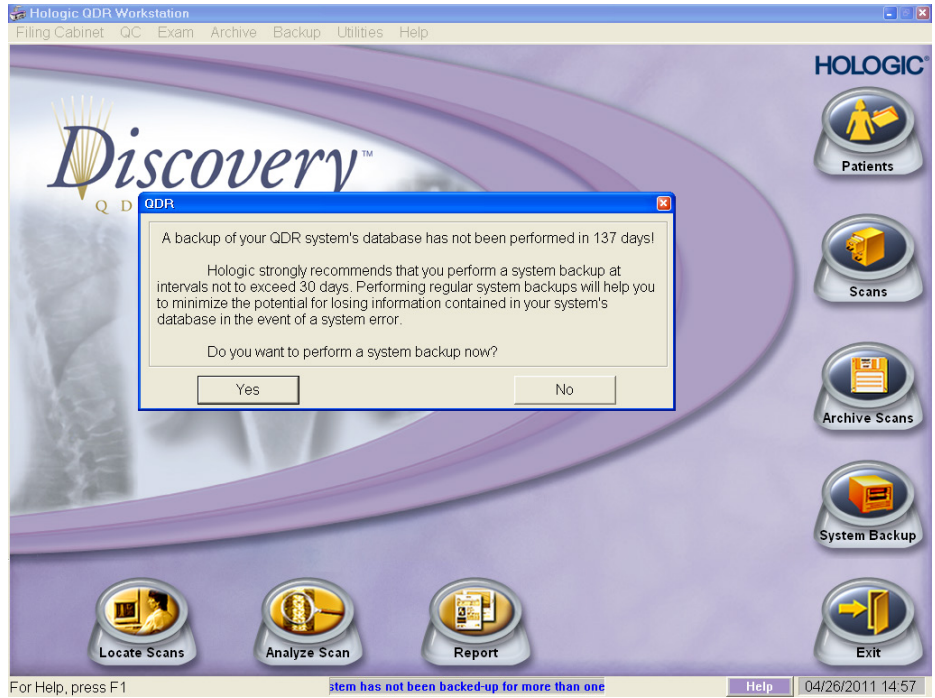 Hologic QDR Workstation
Filing Cabinet QC Exam Archive Backup Utilities Help
HOLOGIC®
Discovery™
Q D
Patients
QDR
A backup of your QDR system's database has not been performed in 137 days!
Hologic strongly recommends that you perform a system backup at
intervals not to exceed 30 days. Performing regular system backups will help you
to minimize the potential for losing information contained in your system's
database in the event of a system error.
Do you want to perform a system backup now?
Yes No
Scans
Archive Scans
System Backup
Locate Scans
Analyze Scan
Report
Exit
For Help, press F1
stem has not been backed-up for more than one
Help
04/26/2011 14:57